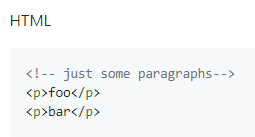 HTML
<!-- just some paragraphs-->
<p>foo</p>
<p>bar</p>